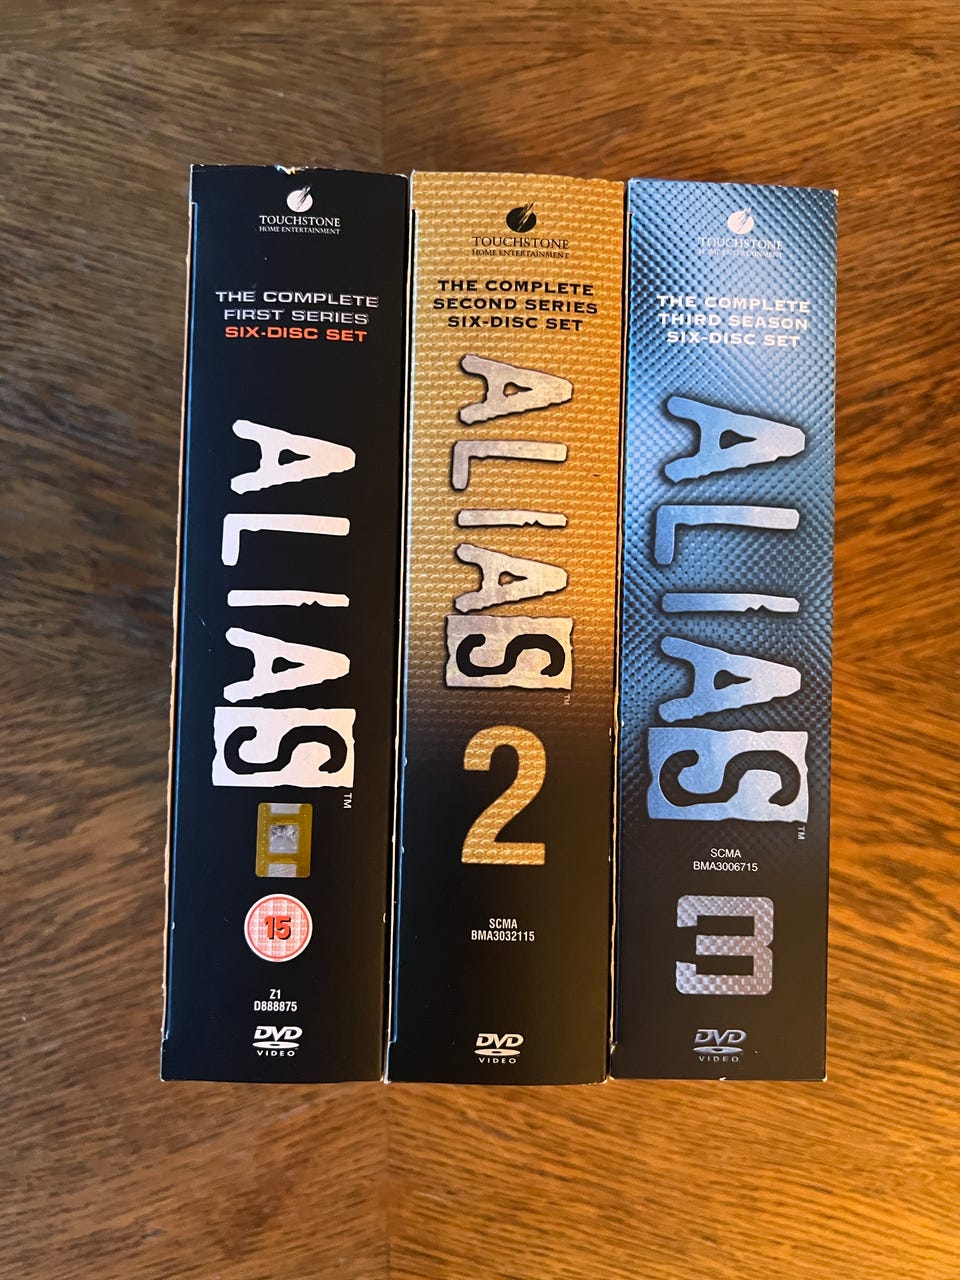 TOUCHSTONE
HOME ENTERTAINMENT
THE COMPLETE
FIRST SERIES
SIX-DISC SET
ALIAS
TM
15
Z1
D888875
DVD
VIDEO
TOUCHSTONE
HOME ENTERTAINMENT
THE COMPLETE
SECOND SERIES
SIX-DISC SET
ALIAS
TM
2
SCMA
BMA3032115
DVD
VIDEO
TOUCHSTONE
HOME ENTERTAINMENT
THE COMPLETE
THIRD SEASON
SIX-DISC SET
ALIAS
TM
SCMA
BMA3006715
3
DVD
VIDEO